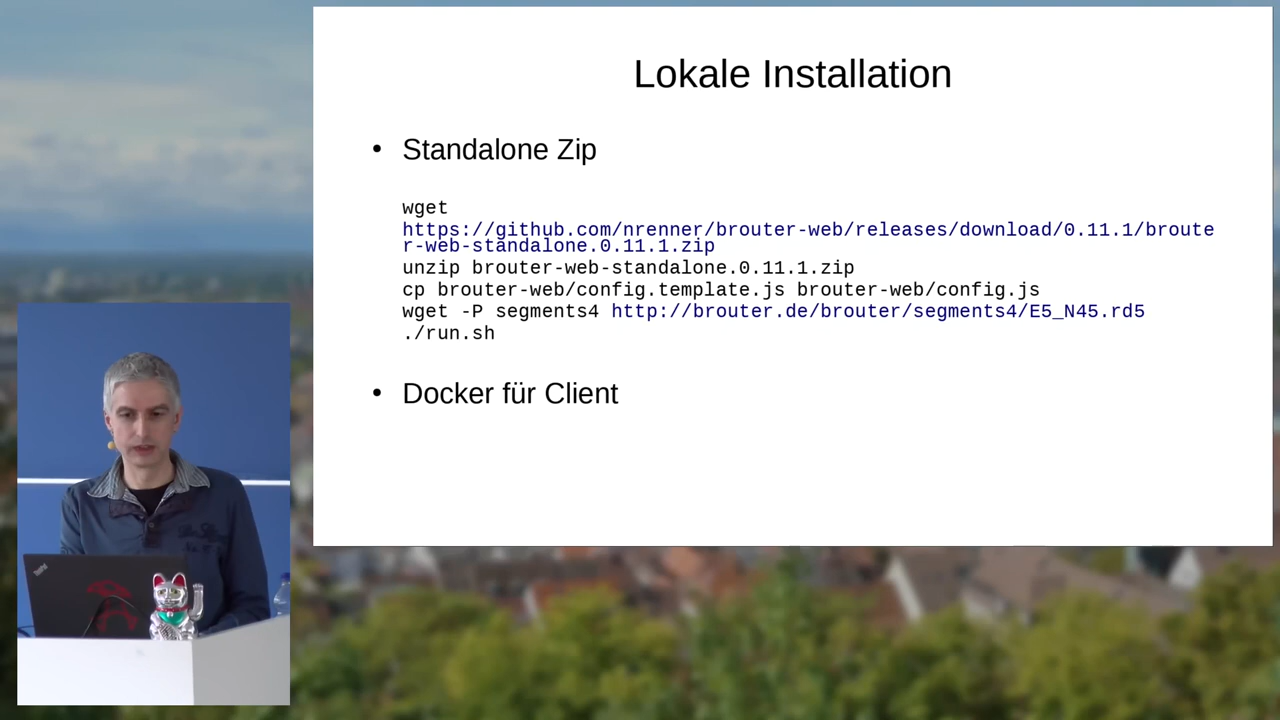 Lokale Installation
• Standalone Zip
wget
https://github.com/nrenner/brouter-web/releases/download/0.11.1/broute
r-web-standalone.0.11.1.zip
unzip brouter-web-standalone.0.11.1.zip
cp brouter-web/config.template.js brouter-web/config.js
wget -P segments4 http://brouter.de/brouter/segments4/E5_N45.rd5
./run.sh
• Docker für Client